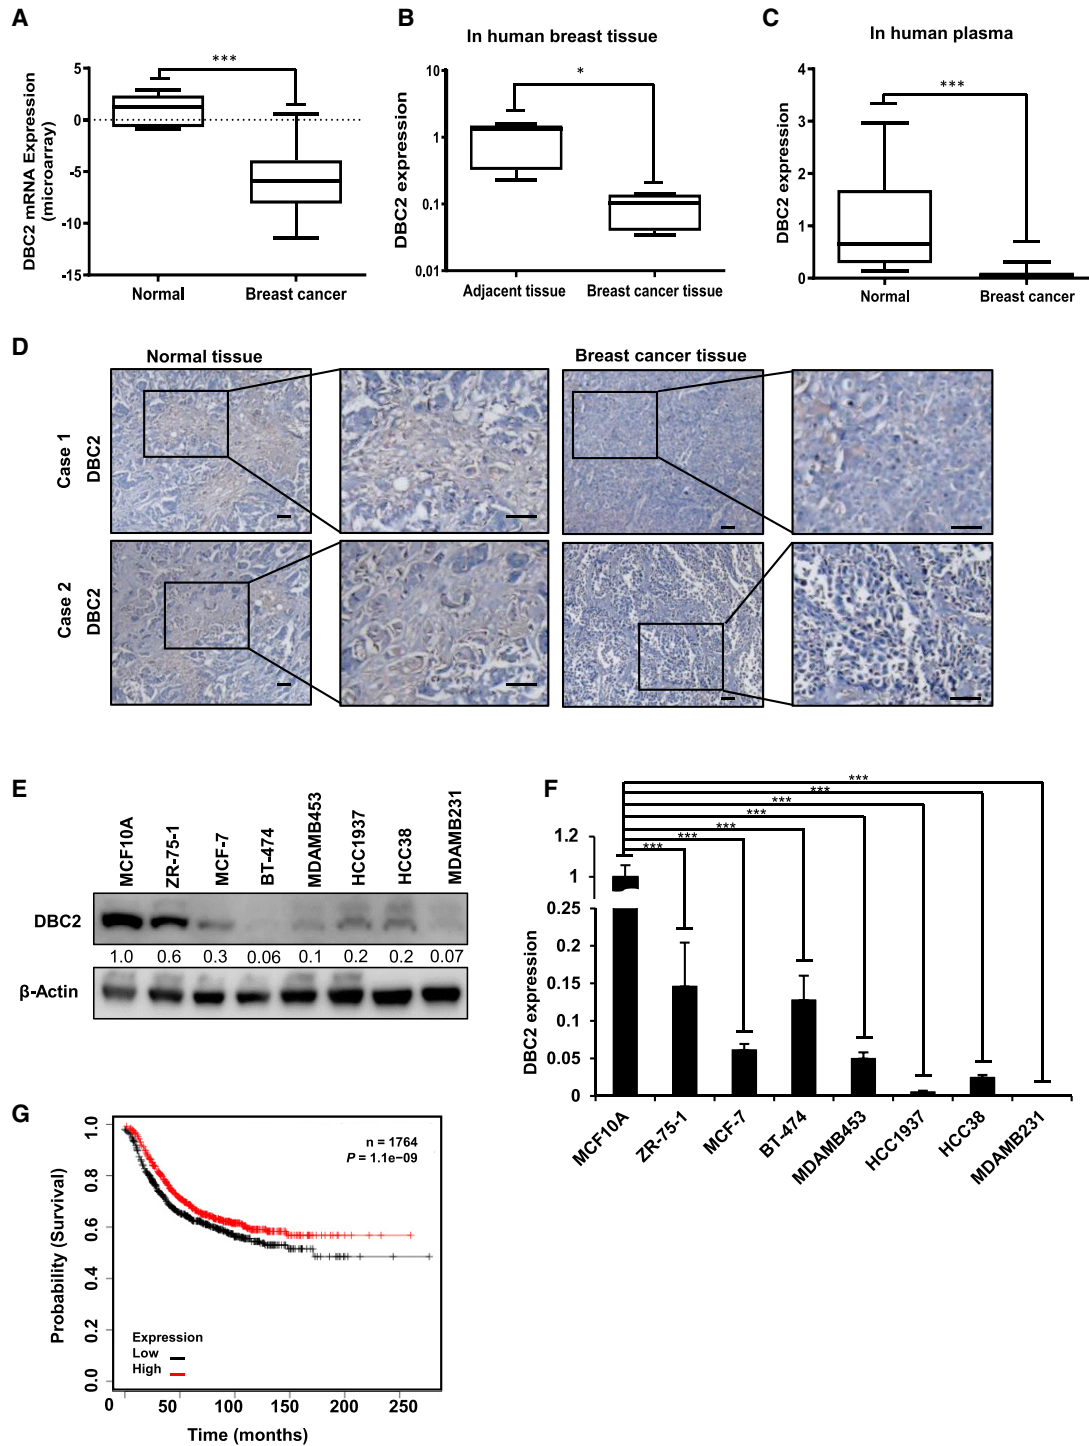 A
***
DBC2 mRNA Expression
(microarray)
5
0
-5
-10
-15
Normal
Breast cancer
B
In human breast tissue
*
DBC2 expression
10
1
0.1
0.01
Adjacent tissue
Breast cancer tissue
C
In human plasma
***
DBC2 expression
4
3
2
1
0
Normal
Breast cancer
D
Normal tissue
Breast cancer tissue
Case 1
DBC2
Case 2
DBC2
E
MCF10A
ZR-75-1
MCF-7
BT-474
MDAMB453
HCC1937
HCC38
MDAMB231
DBC2
1.0 0.6 0.3 0.06 0.1 0.2 0.2 0.07
β-Actin
F
***
***
***
***
***
***
***
DBC2 expression
1.2
1
0.25
0.2
0.15
0.1
0.05
0
MCF10A
ZR-75-1
MCF-7
BT-474
MDAMB453
HCC1937
HCC38
MDAMB231
G
n = 1764
P = 1.1e−09
Probability (Survival)
1.0
0.8
0.6
0.4
0.2
0.0
Expression
Low
High
0 50 100 150 200 250
Time (months)